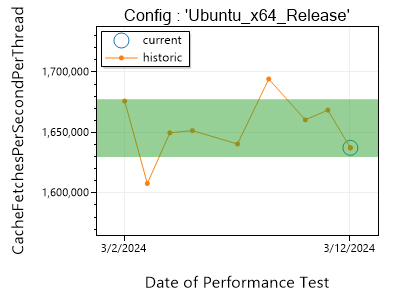 Config : 'Ubuntu_x64_Release'
CacheFetchesPerSecondPerThread
current
historic
1,700,000
1,650,000
1,600,000
3/2/2024
3/12/2024
Date of Performance Test